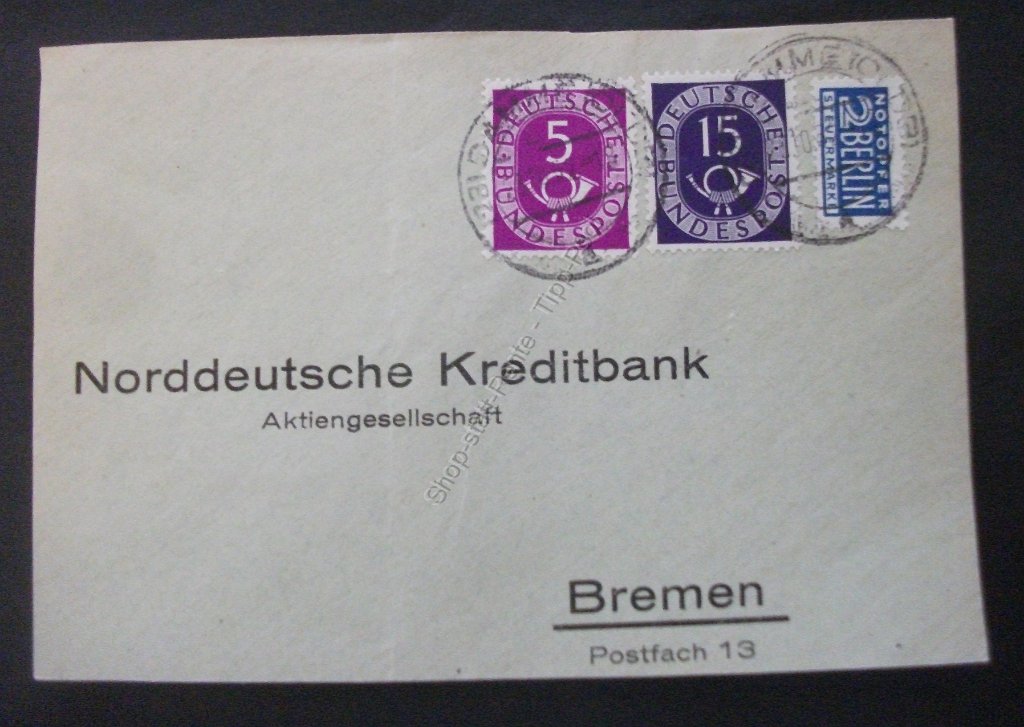 DEUTSCHE BUNDESPOST
5
DEUTSCHE BUNDESPOST
15
NOTOPFER
2 BERLIN
STEUERMARKE
Norddeutsche Kreditbank
Aktiengesellschaft
Bremen
Postfach 13